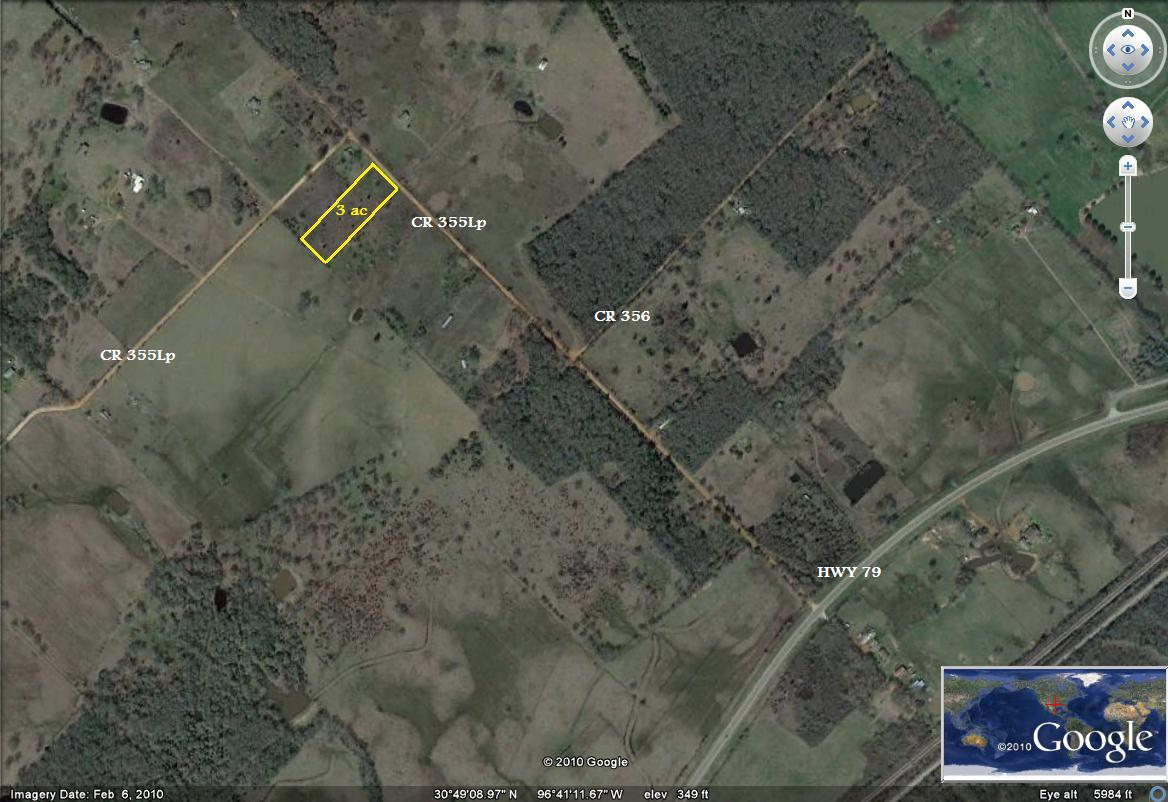 N
3 ac
CR 355Lp
CR 356
CR 355Lp
HWY 79
©2010 Google
© 2010 Google
Imagery Date: Feb 6, 2010 30°49'08.97" N 96°41'11.67" W elev 349 ft Eye alt 5984 ft